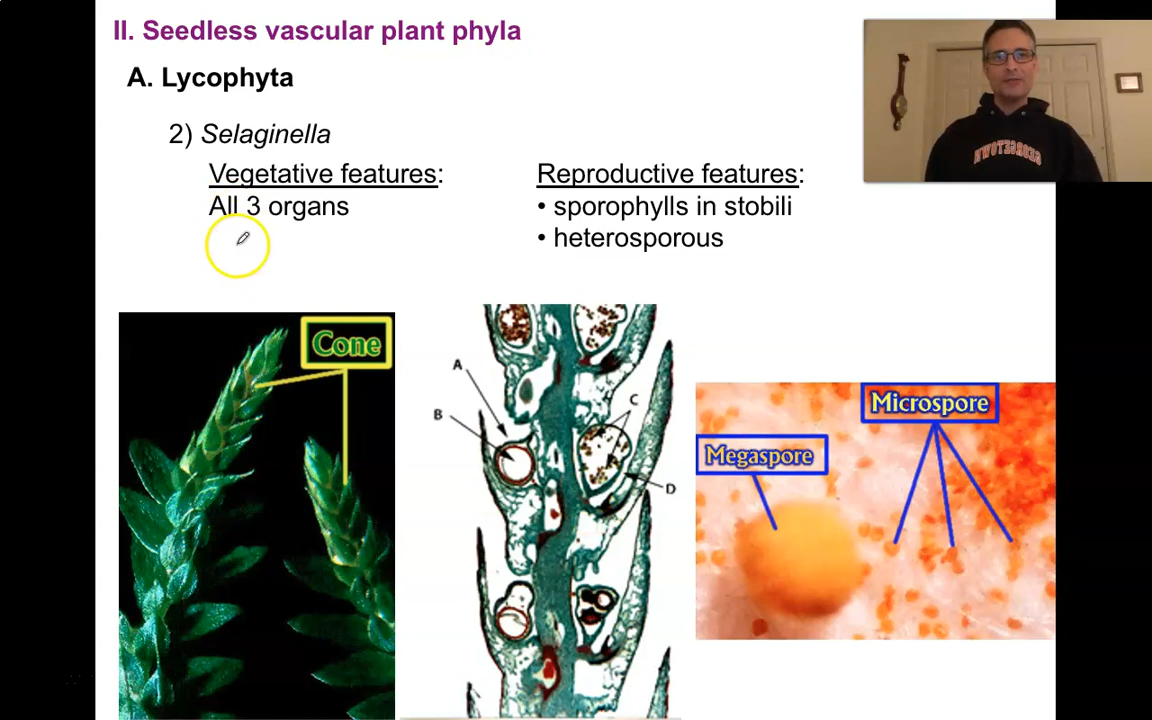 II. Seedless vascular plant phyla
A. Lycophyta
2) Selaginella
Vegetative features:
All 3 organs
Reproductive features:
• sporophylls in stobili
• heterosporous
GEORGETOWN
Cone
A
B
C
D
Megaspore
Microspore